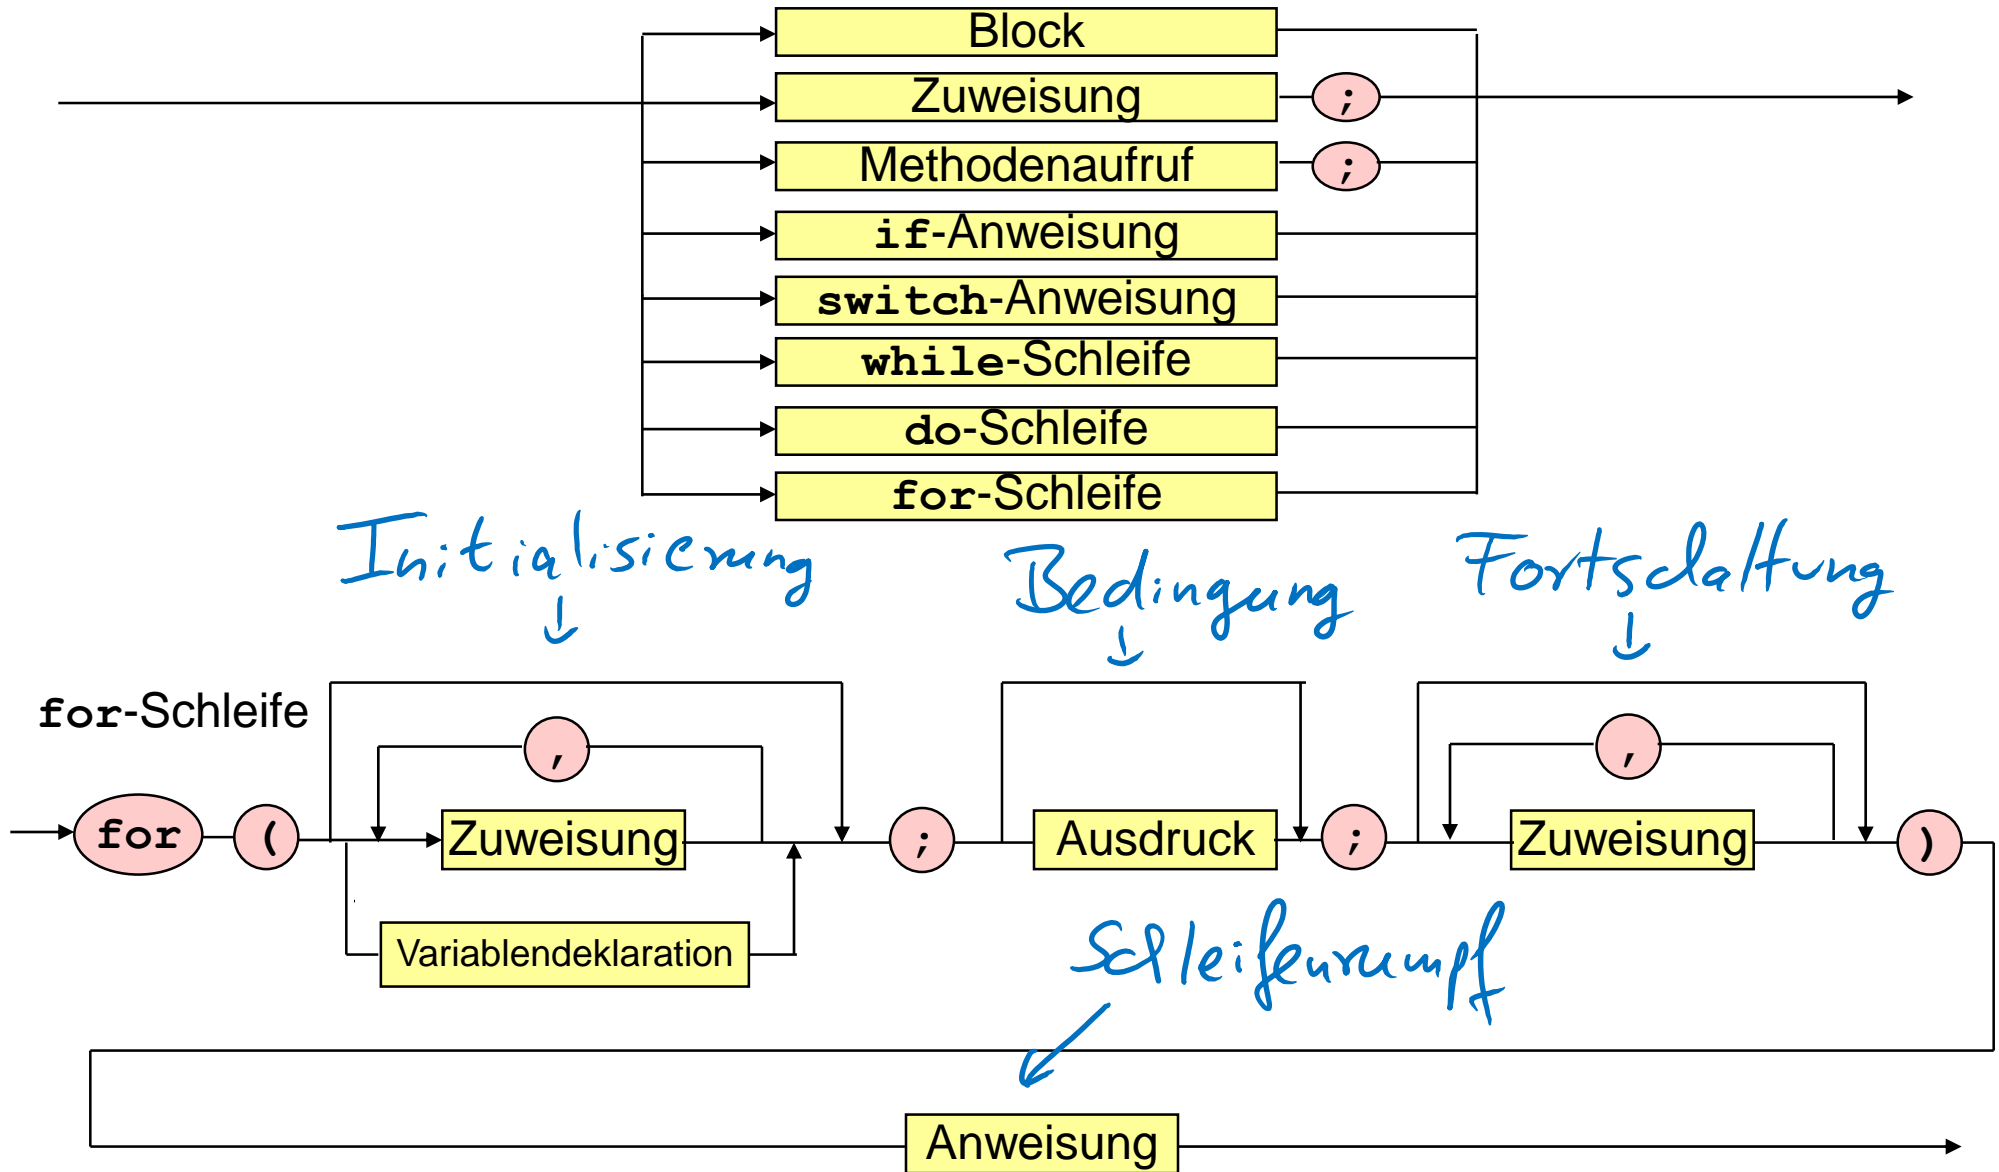 Block
Zuweisung ;
Methodenaufruf ;
if-Anweisung
switch-Anweisung
while-Schleife
do-Schleife
for-Schleife
Initialisierung Bedingung Fortschaltung
for-Schleife
, ,
for ( Zuweisung ; Ausdruck ; Zuweisung )
Variablendeklaration
Schleifenrumpf
Anweisung